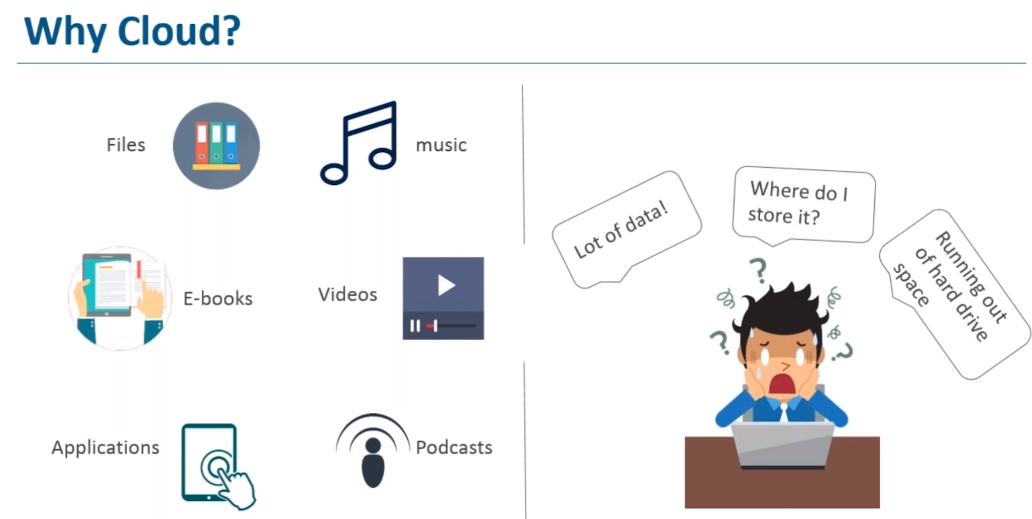 Why Cloud?
Files
music
E-books
Videos
Applications
Podcasts
Lot of data!
Where do I
store it?
Running out
of hard drive
space